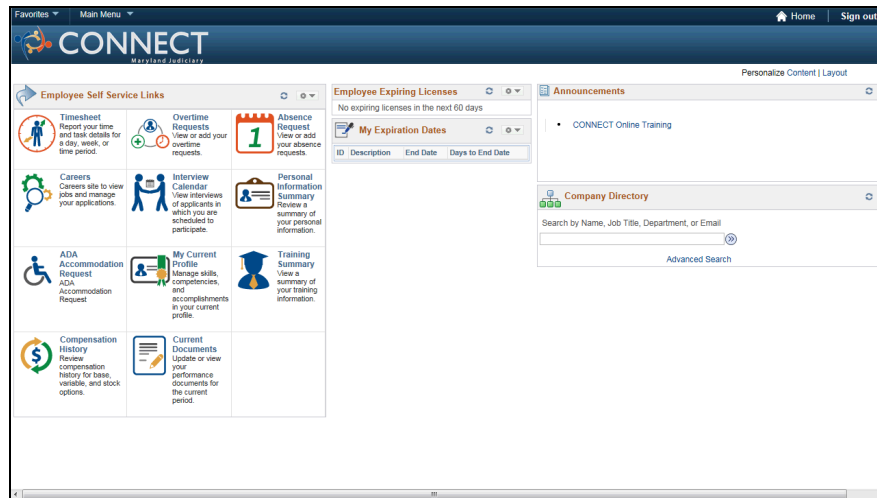 Favorites Main Menu Home Sign out
CONNECT
Maryland Judiciary
Personalize Content | Layout
Employee Self Service Links
Timesheet
Report your time
and task details for
a day, week, or
time period.
Overtime
Requests
View or add your
overtime
requests.
1
Absence
Request
View or add
your absence
requests.
Careers
Careers site to view
jobs and manage
your applications.
Interview
Calendar
View interviews
of applicants in
which you are
scheduled to
participate.
Personal
Information
Summary
Review a
summary of
your personal
information.
ADA
Accommodation
Request
ADA
Accommodation
Request
My Current
Profile
Manage skills,
competencies,
and
accomplishments
in your current
profile.
Training
Summary
View a
summary of
your training
information.
$
Compensation
History
Review
compensation
history for base,
variable, and stock
options.
Current
Documents
Update or view
your
performance
documents for
the current
period.
Employee Expiring Licenses
No expiring licenses in the next 60 days
My Expiration Dates
ID Description End Date Days to End Date
Announcements
• CONNECT Online Training
Company Directory
Search by Name, Job Title, Department, or Email
Advanced Search